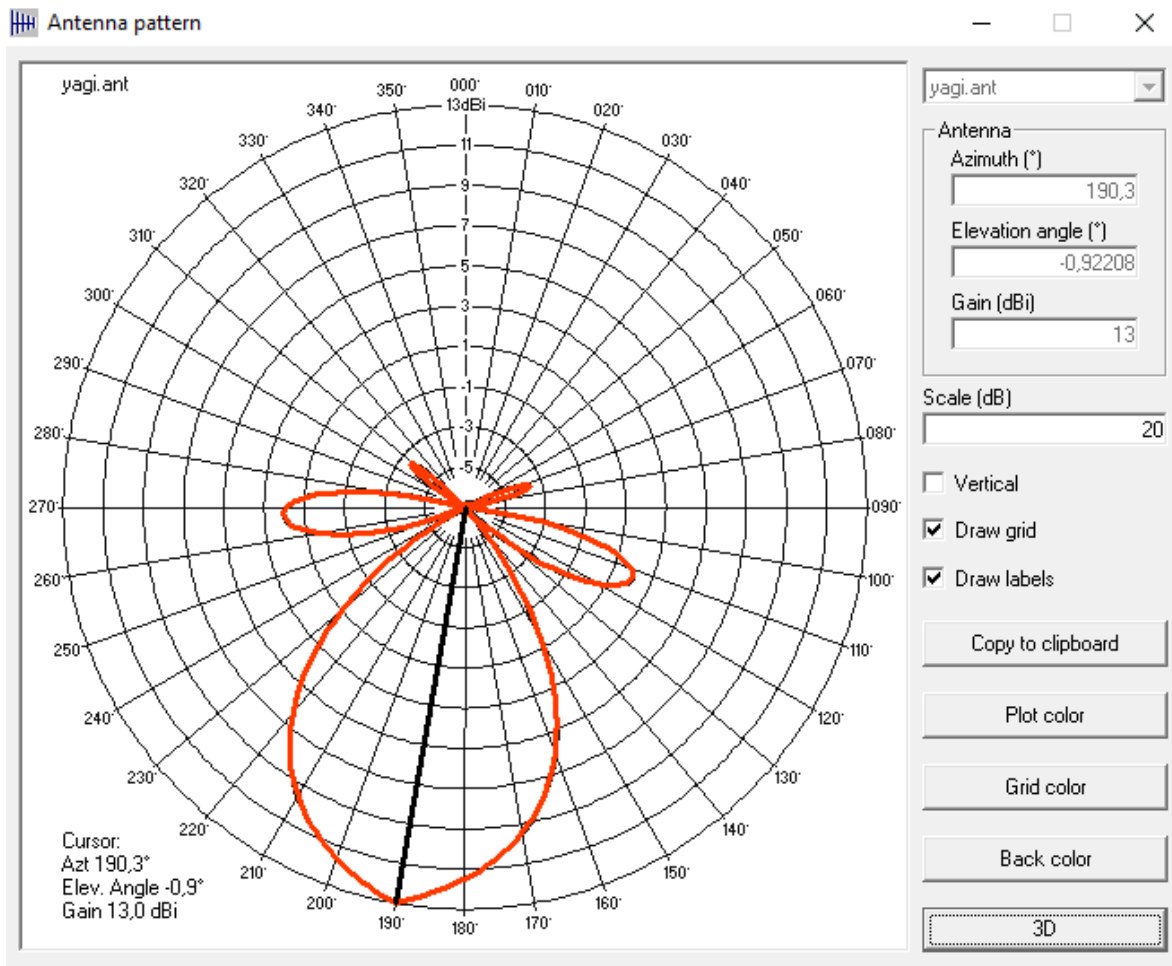 Antenna pattern
yagi.ant
000°
010°
020°
030°
040°
050°
060°
070°
080°
090°
100°
110°
120°
130°
140°
150°
160°
170°
180°
190°
200°
210°
220°
230°
240°
250°
260°
270°
280°
290°
300°
310°
320°
330°
340°
350°
13dBi
11
9
7
5
3
1
-1
-3
-5
Cursor:
Azt 190,3°
Elev. Angle -0,9°
Gain 13,0 dBi
yagi.ant
Antenna
Azimuth (°)
190,3
Elevation angle (°)
-0,92208
Gain (dBi)
13
Scale (dB)
20
Vertical
Draw grid
Draw labels
Copy to clipboard
Plot color
Grid color
Back color
3D